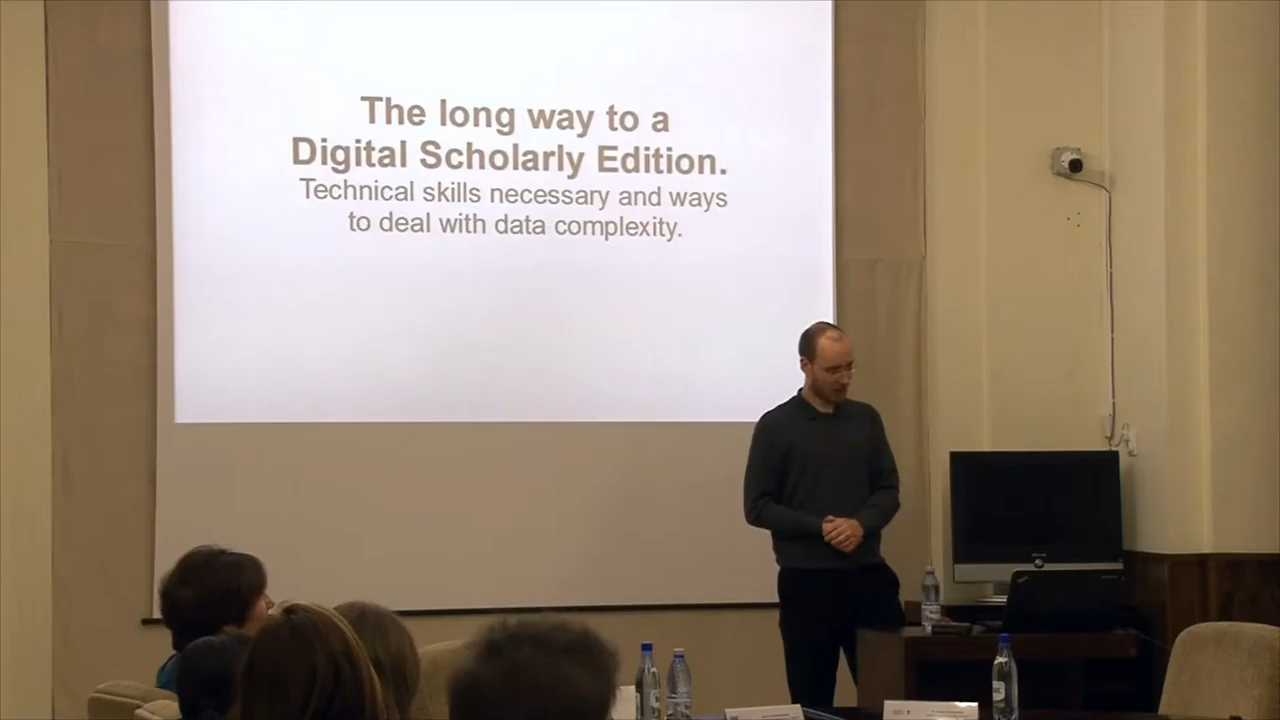 The long way to a
Digital Scholarly Edition.
Technical skills necessary and ways
to deal with data complexity.